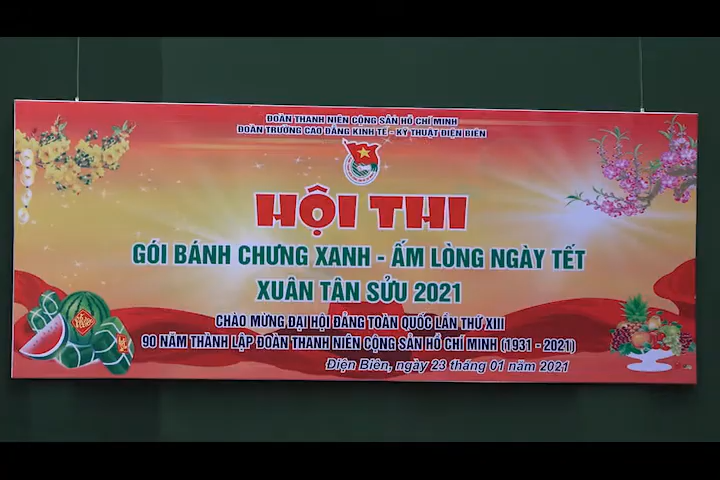 ĐOÀN THANH NIÊN CỘNG SẢN HỒ CHÍ MINH
ĐOÀN TRƯỜNG CAO ĐẲNG KINH TẾ - KỸ THUẬT ĐIỆN BIÊN
HỘI THI
GÓI BÁNH CHƯNG XANH - ẤM LÒNG NGÀY TẾT
XUÂN TÂN SỬU 2021
CHÀO MỪNG ĐẠI HỘI ĐẢNG TOÀN QUỐC LẦN THỨ XIII
90 NĂM THÀNH LẬP ĐOÀN THANH NIÊN CỘNG SẢN HỒ CHÍ MINH (1931 - 2021)
Điện Biên, ngày 23 tháng 01 năm 2021